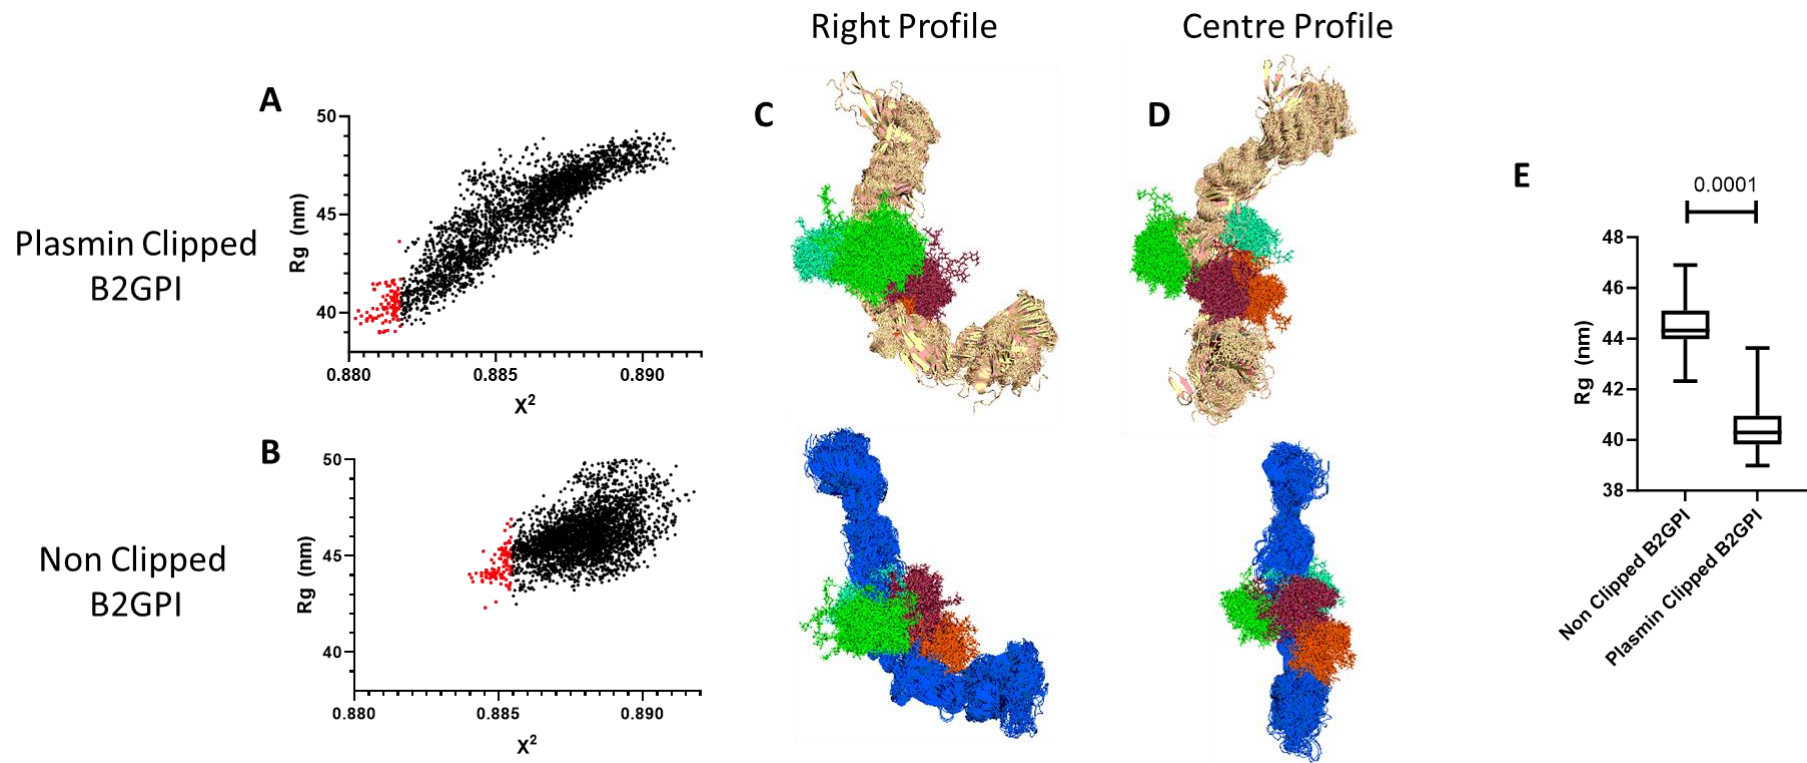 Right Profile
Centre Profile
A
C
D
E
B
Plasmin Clipped
B2GPI
Non Clipped
B2GPI
50
45
40
Rg (nm)
0.880
0.885
0.890
X²
50
45
40
Rg (nm)
0.880
0.885
0.890
X²
0.0001
48
46
44
42
40
38
Rg (nm)
Non Clipped B2GPI
Plasmin Clipped B2GPI